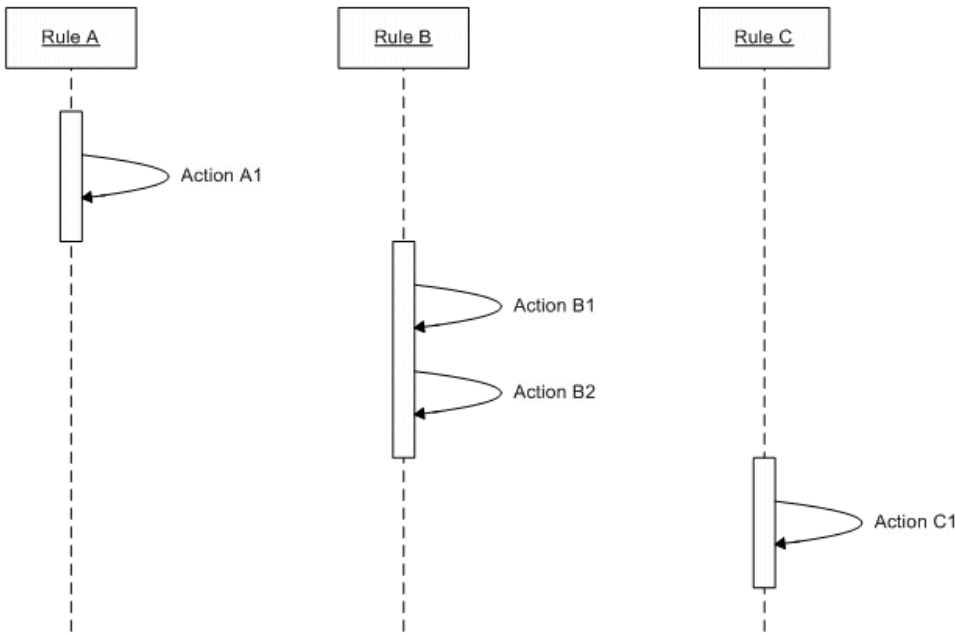 Rule A
Rule B
Rule C
Action A1
Action B1
Action B2
Action C1